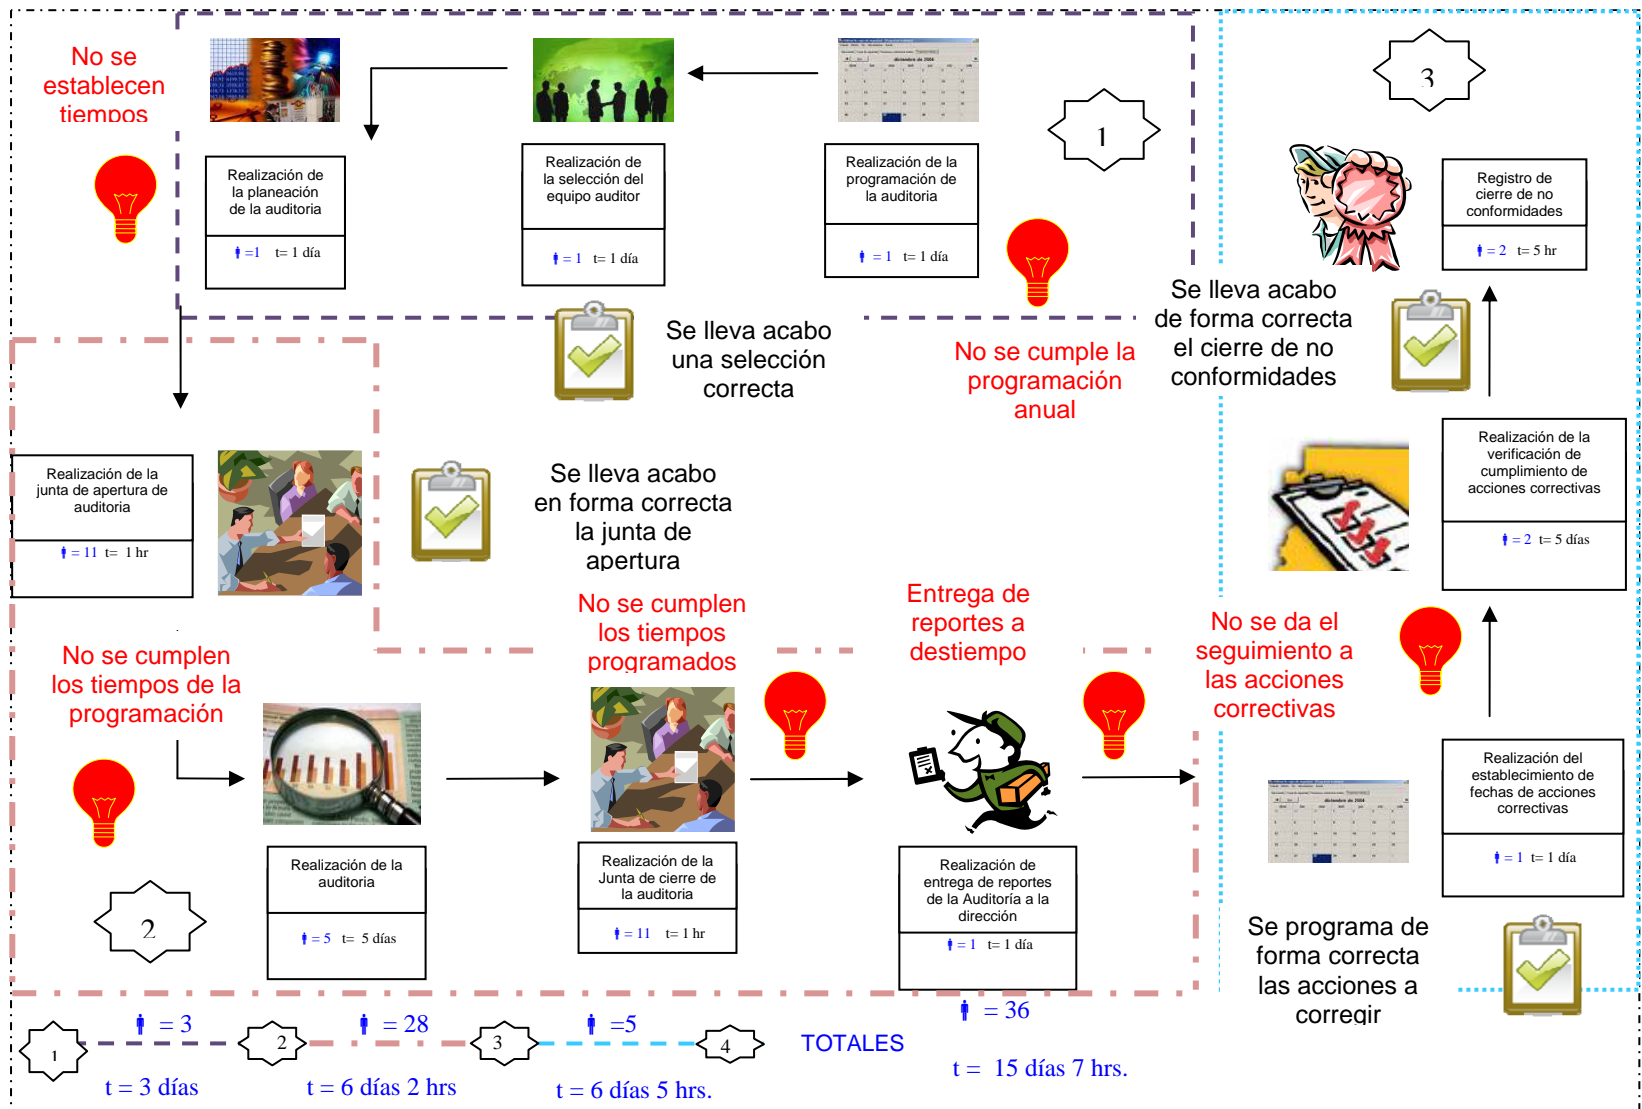 No se
establecen
tiempos
Realización de
la planeación
de la auditoria
=1 t= 1 día
Realización de
la selección del
equipo auditor
= 1 t= 1 día
diciembre de 2004
Realización de la
programación de
la auditoria
= 1 t= 1 día
1
3
Registro de
cierre de no
conformidades
= 2 t= 5 hr
Se lleva acabo
una selección
correcta
No se cumple la
programación
anual
Se lleva acabo
de forma correcta
el cierre de no
conformidades
Realización de la
junta de apertura de
auditoria
= 11 t= 1 hr
Se lleva acabo
en forma correcta
la junta de
apertura
Realización de la
verificación de
cumplimiento de
acciones correctivas
= 2 t= 5 días
No se cumplen
los tiempos de la
programación
No se cumplen
los tiempos
programados
Entrega de
reportes a
destiempo
No se da el
seguimiento a
las acciones
correctivas
2
Realización de la
auditoria
= 5 t= 5 días
Realización de la
Junta de cierre de
la auditoria
= 11 t= 1 hr
Realización de
entrega de reportes
de la Auditoría a la
dirección
= 1 t= 1 día
diciembre de 2004
Realización del
establecimiento de
fechas de acciones
correctivas
= 1 t= 1 día
Se programa de
forma correcta
las acciones a
corregir
1
= 3
t = 3 días
2
= 28
t = 6 días 2 hrs
3
=5
t = 6 días 5 hrs.
4
TOTALES
= 36
t = 15 días 7 hrs.